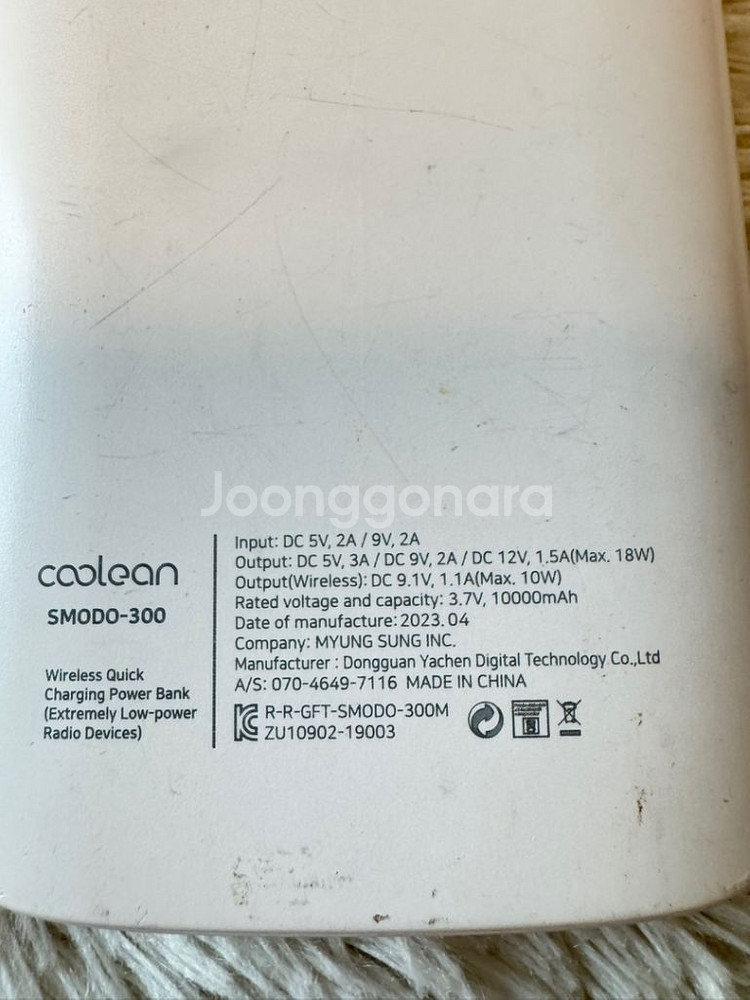 Joonggonara
coolean
SMODO-300
Wireless Quick
Charging Power Bank
(Extremely Low-power
Radio Devices)
Input: DC 5V, 2A / 9V, 2A
Output: DC 5V, 3A / DC 9V, 2A / DC 12V, 1.5A(Max. 18W)
Output(Wireless): DC 9.1V, 1.1A(Max. 10W)
Rated voltage and capacity: 3.7V, 10000mAh
Date of manufacture: 2023.04
Company: MYUNG SUNG INC.
Manufacturer : Dongguan Yachen Digital Technology Co.,Ltd
A/S: 070-4649-7116 MADE IN CHINA
R-R-GFT-SMODO-300M
ZU10902-19003